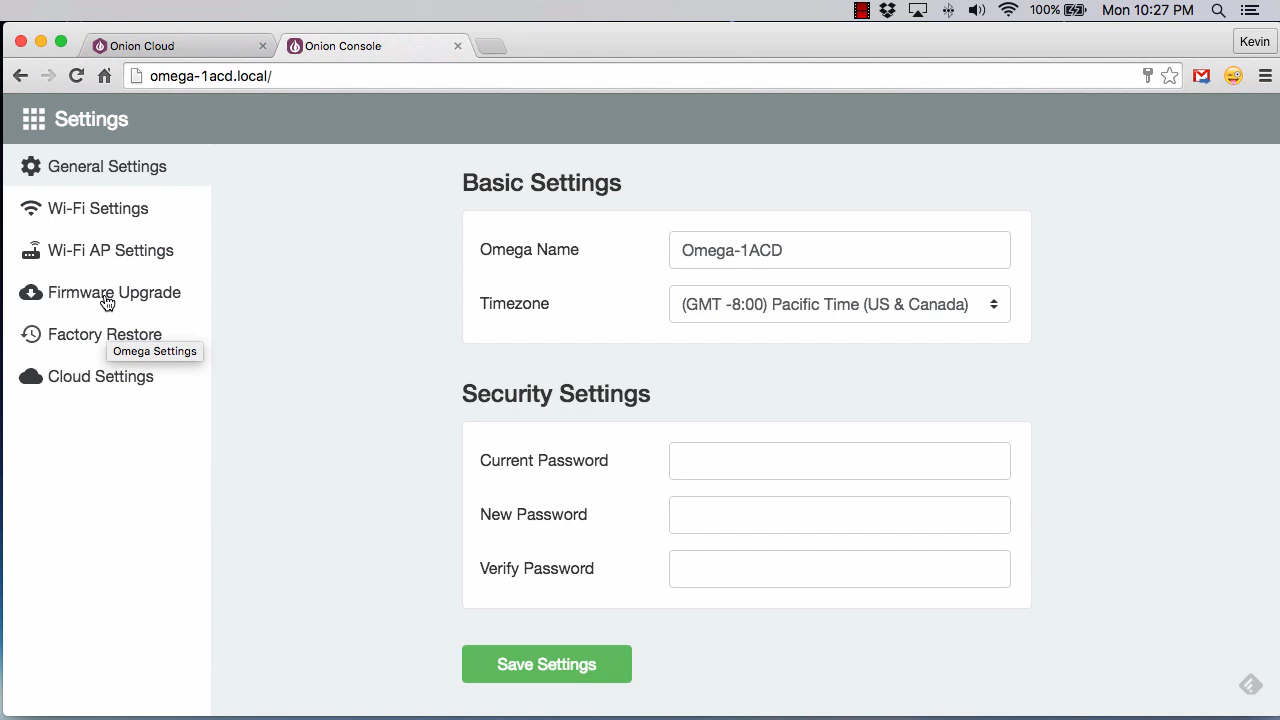 100% Mon 10:27 PM
Onion Cloud
Onion Console
Kevin
omega-1acd.local/
Settings
General Settings
Wi-Fi Settings
Wi-Fi AP Settings
Firmware Upgrade
Factory Restore
Omega Settings
Cloud Settings
Basic Settings
Omega Name Omega-1ACD
Timezone (GMT -8:00) Pacific Time (US & Canada)
Security Settings
Current Password
New Password
Verify Password
Save Settings